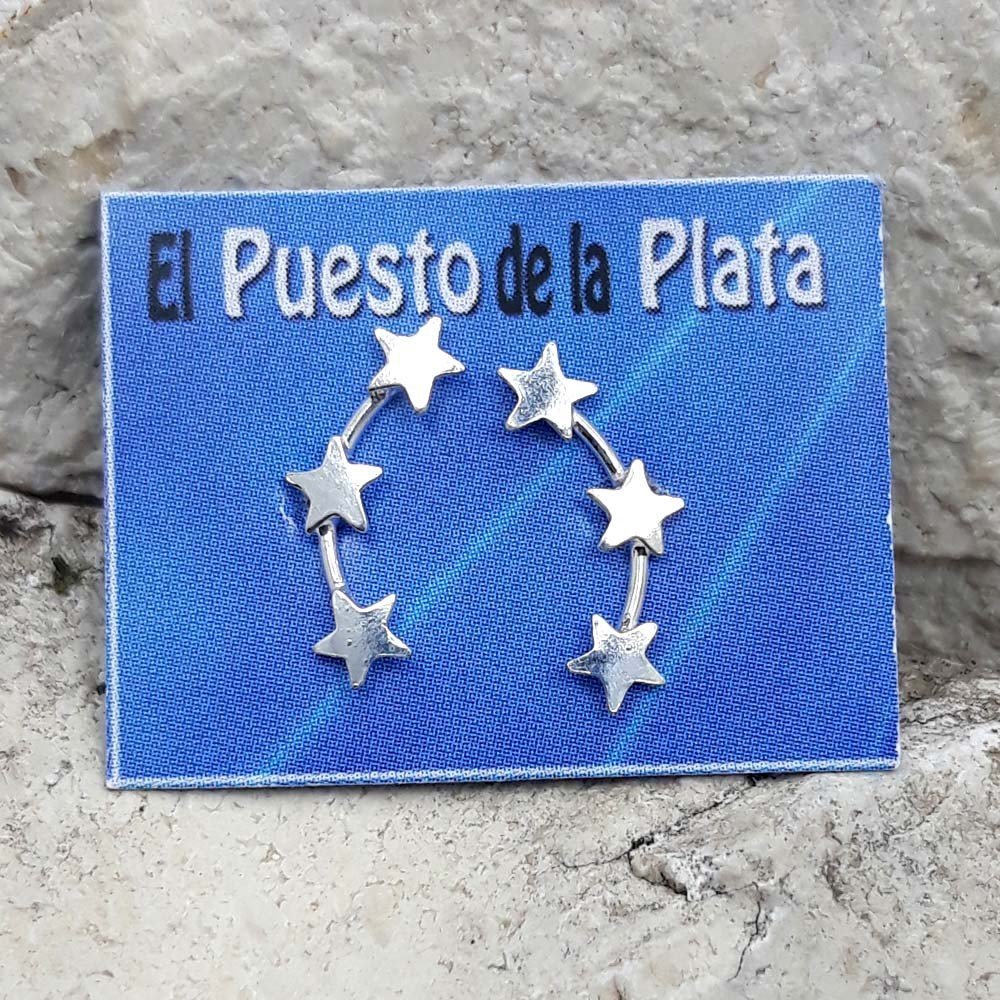 El Puesto de la Plata